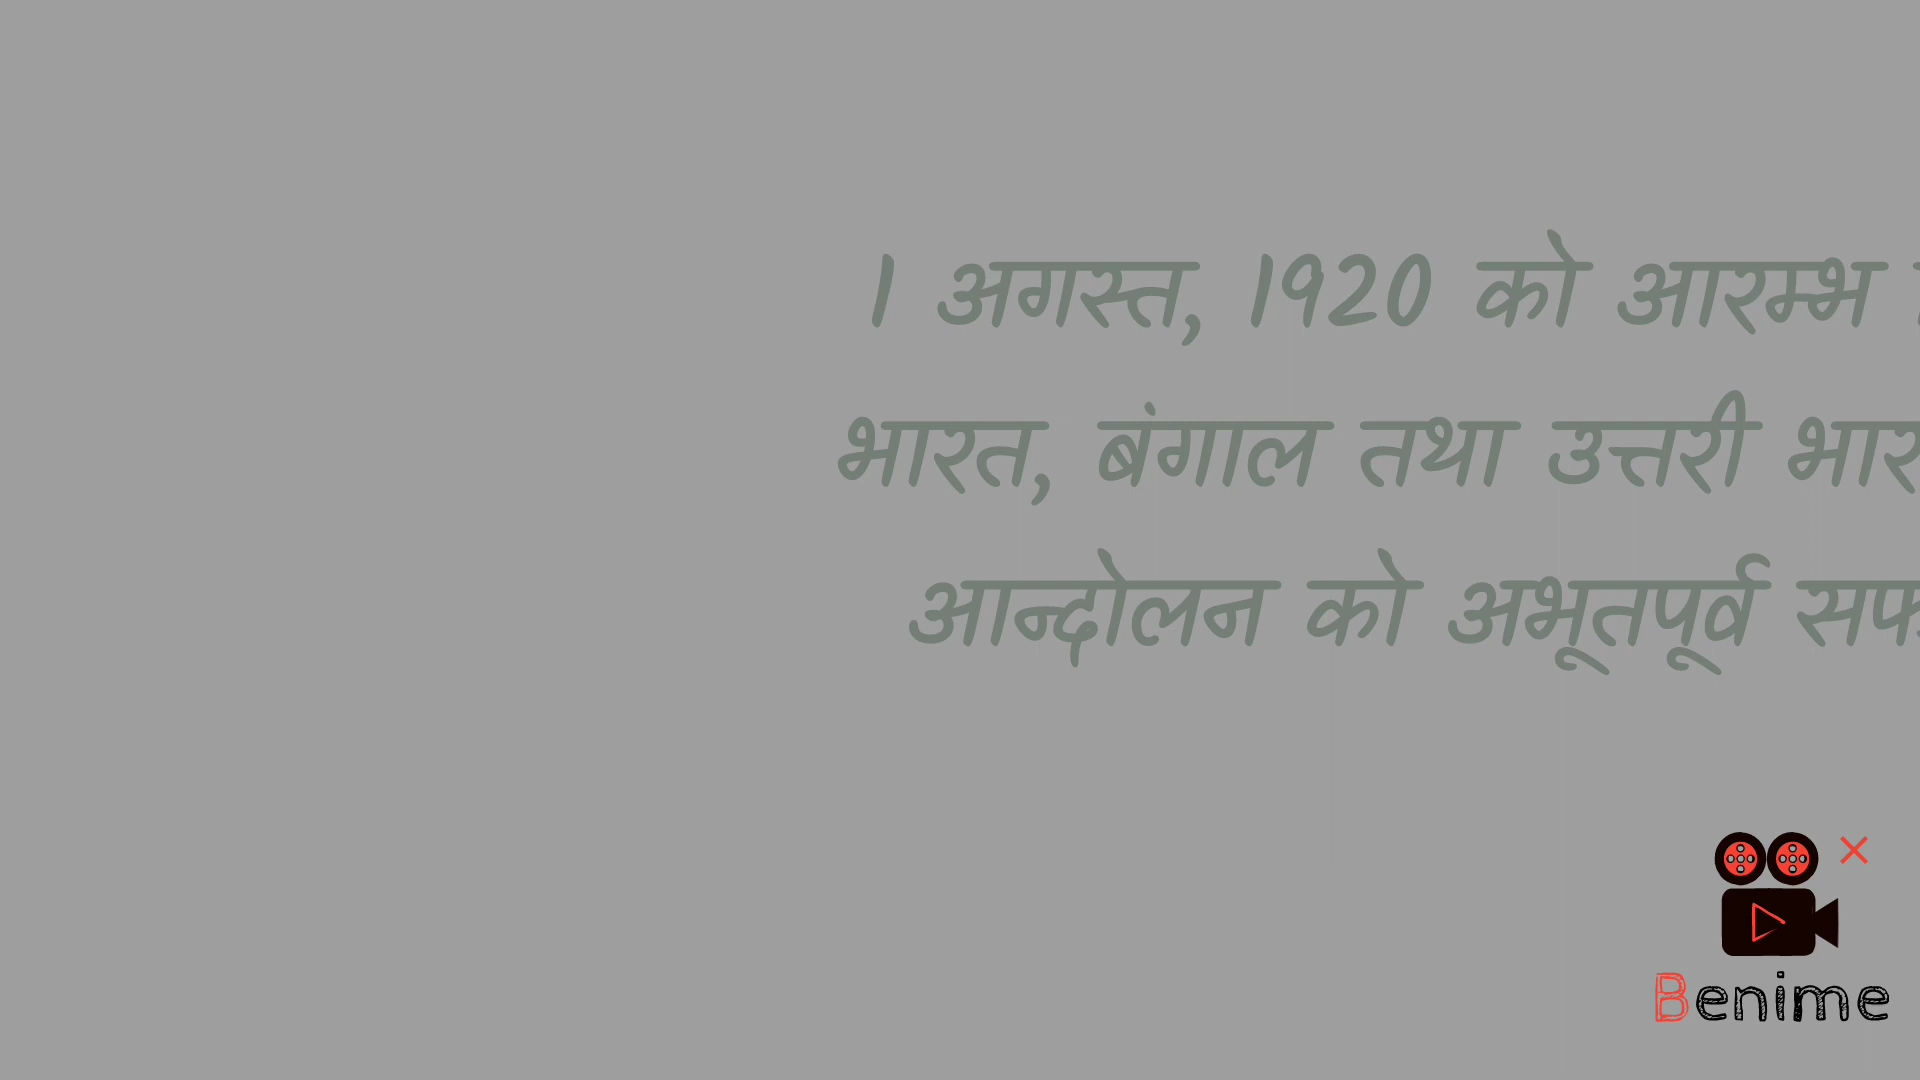 1 अगस्त, 1920 को आरम्भ
भारत, बंगाल तथा उत्तरी
आन्दोलन को अभूतपूर्व
Benime